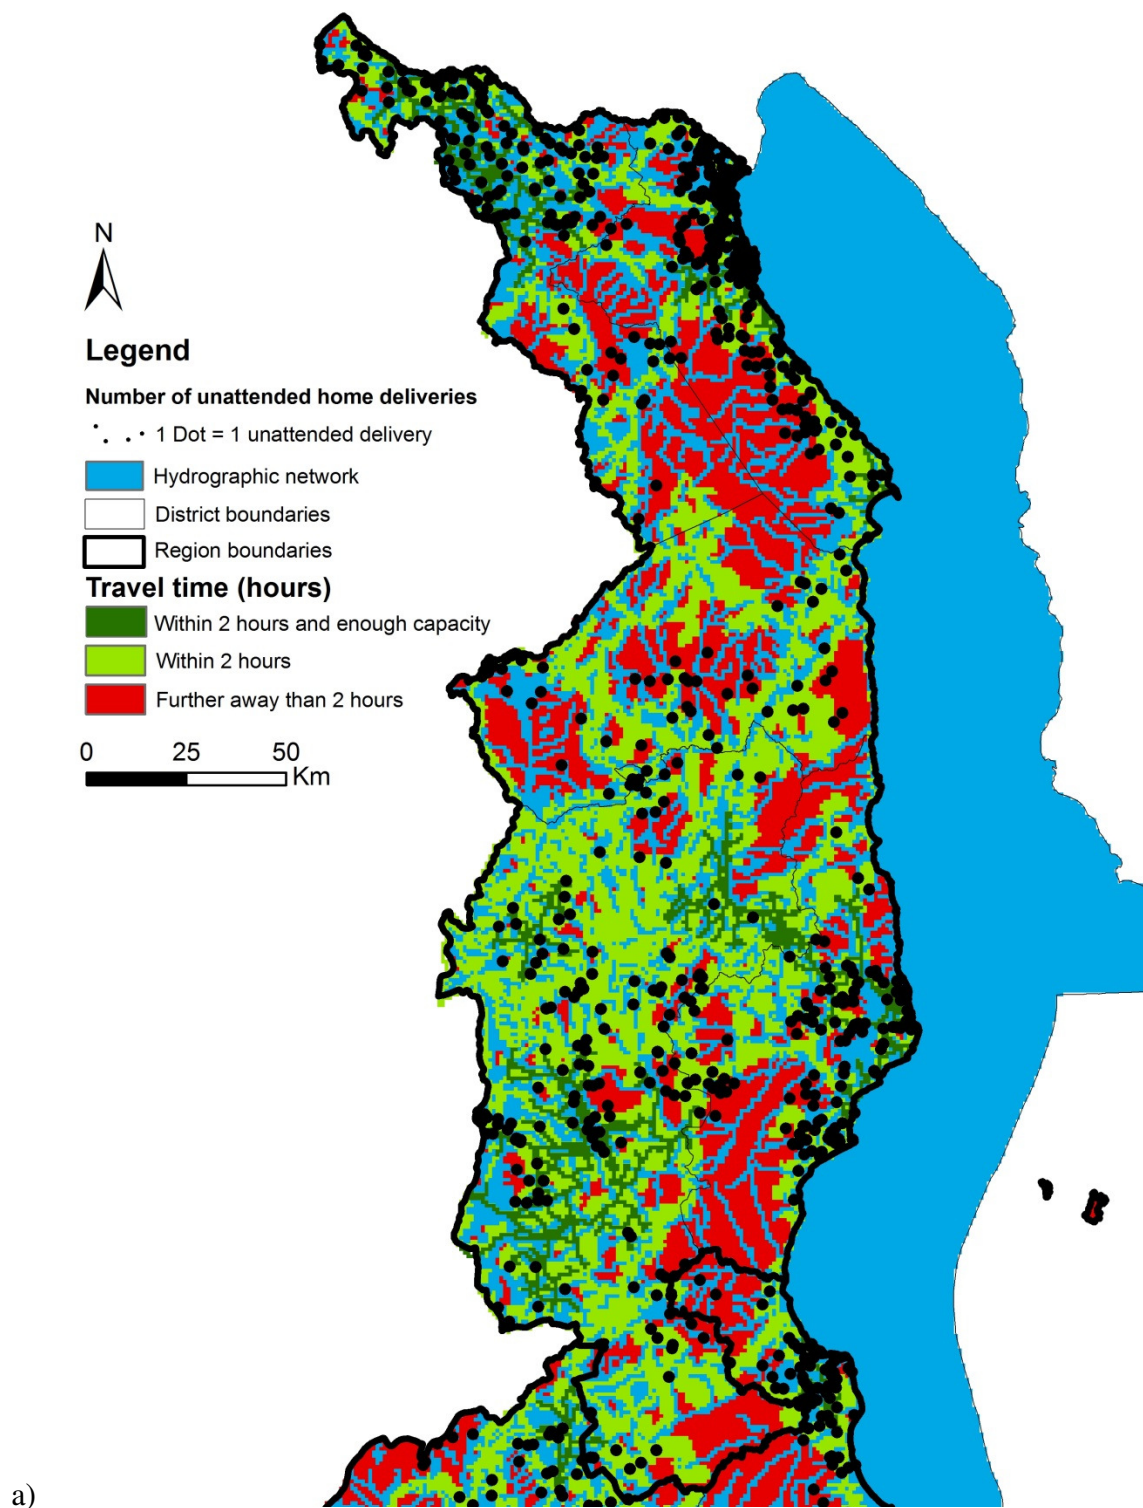 N
Legend
Number of unattended home deliveries
1 Dot = 1 unattended delivery
Hydrographic network
District boundaries
Region boundaries
Travel time (hours)
Within 2 hours and enough capacity
Within 2 hours
Further away than 2 hours
0 25 50
Km
a)